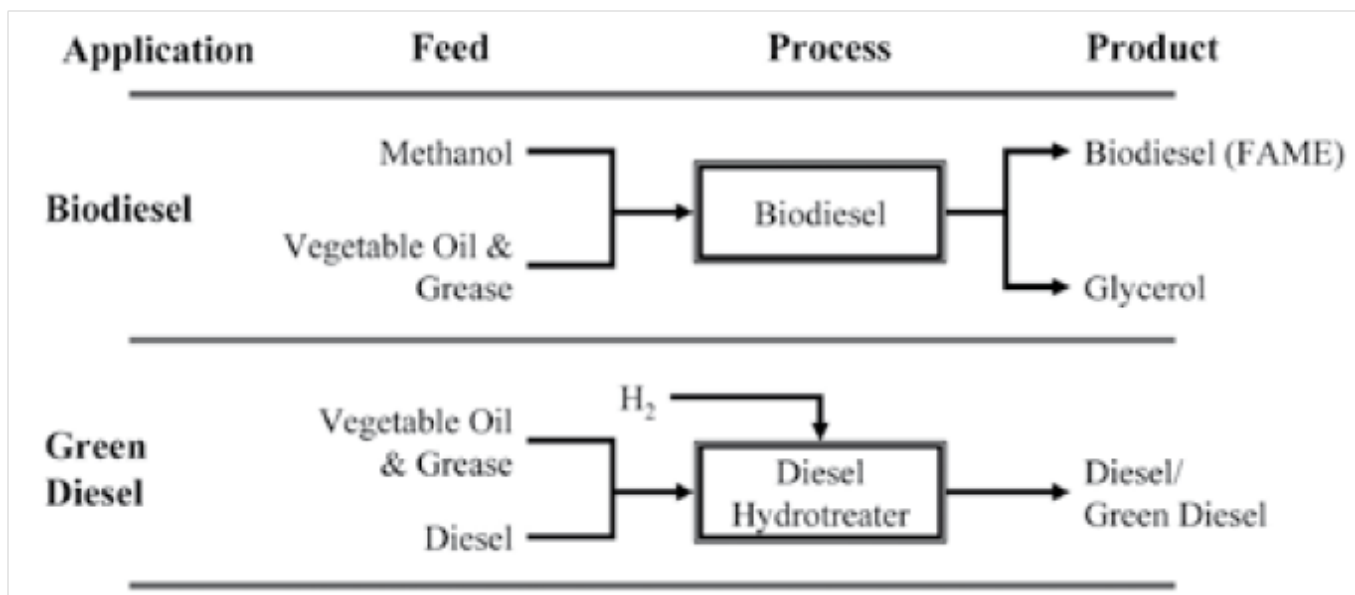 Application Feed Process Product
Methanol
Biodiesel (FAME)
Biodiesel
Biodiesel
Vegetable Oil &
Grease
Glycerol
H₂
Vegetable Oil
& Grease
Green
Diesel
Diesel
Hydrotreater
Diesel/
Green Diesel
Diesel